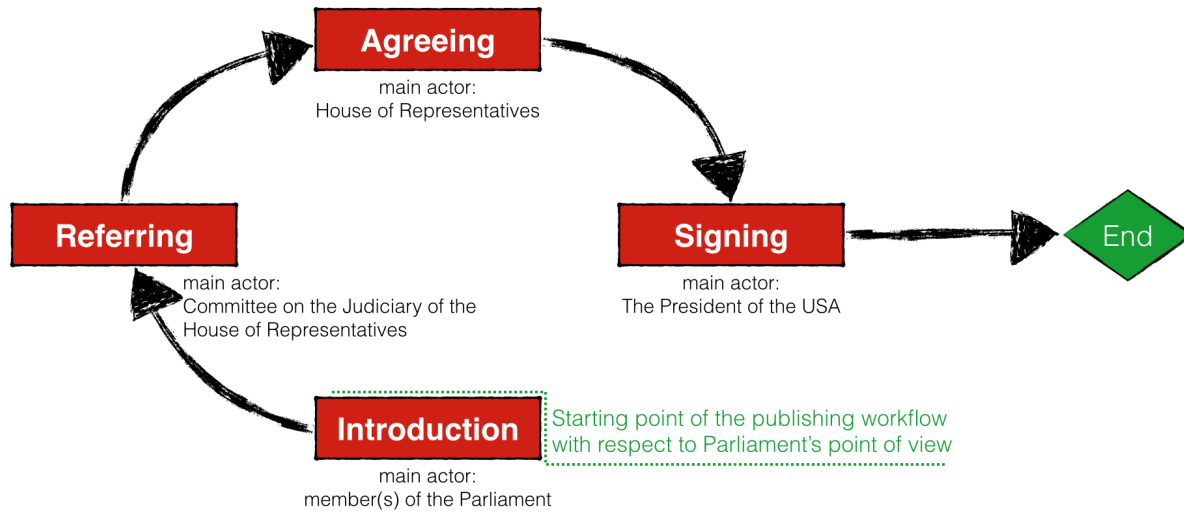 Agreeing
main actor:
House of Representatives
Referring
main actor:
Committee on the Judiciary of the
House of Representatives
Signing
main actor:
The President of the USA
End
Introduction
main actor:
member(s) of the Parliament
Starting point of the publishing workflow
with respect to Parliament's point of view